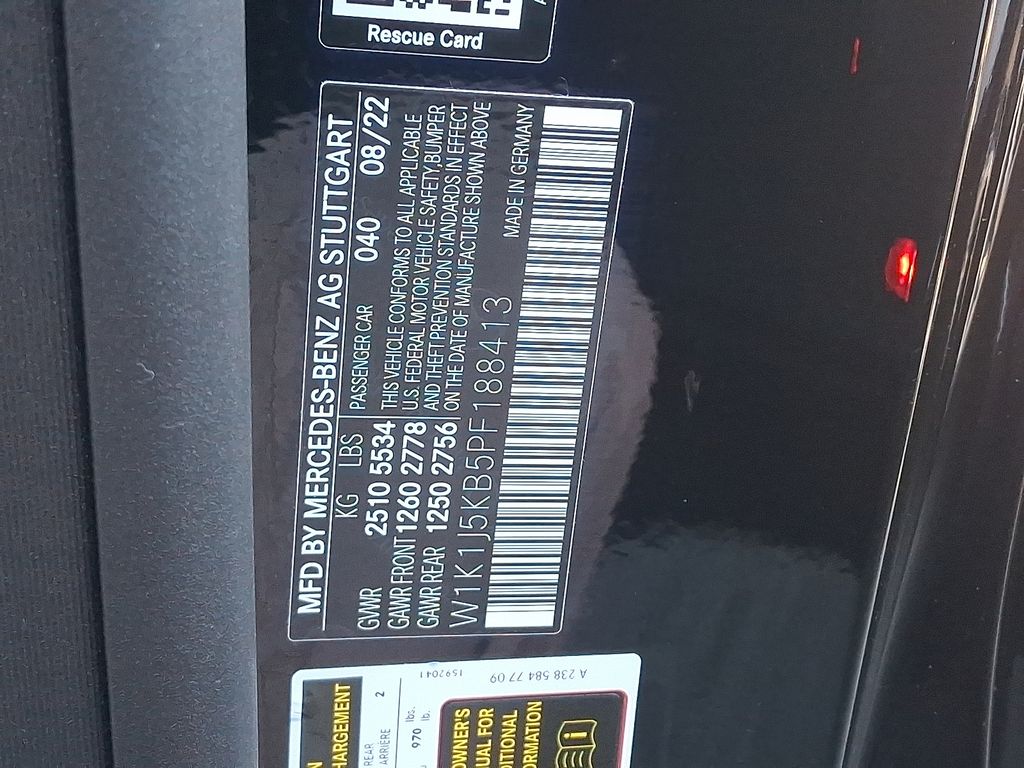 Rescue Card
MFD BY MERCEDES-BENZ AG STUTTGART
KG LBS PASSENGER CAR 040 08/22
GVWR 2510 5534 THIS VEHICLE CONFORMS TO ALL APPLICABLE
GAWR FRONT 1260 2778 U.S. FEDERAL MOTOR VEHICLE SAFETY, BUMPER
GAWR REAR 1250 2756 AND THEFT PREVENTION STANDARDS IN EFFECT
ON THE DATE OF MANUFACTURE SHOWN ABOVE
W1K1J5KB5PF188413 MADE IN GERMANY
HARGEMENT
REAR
ARRIÈRE 2
970 lbs.
lb.
OWNER'S
UAL FOR
DITIONAL
ORMATION
1597041
A 238 584 77 09